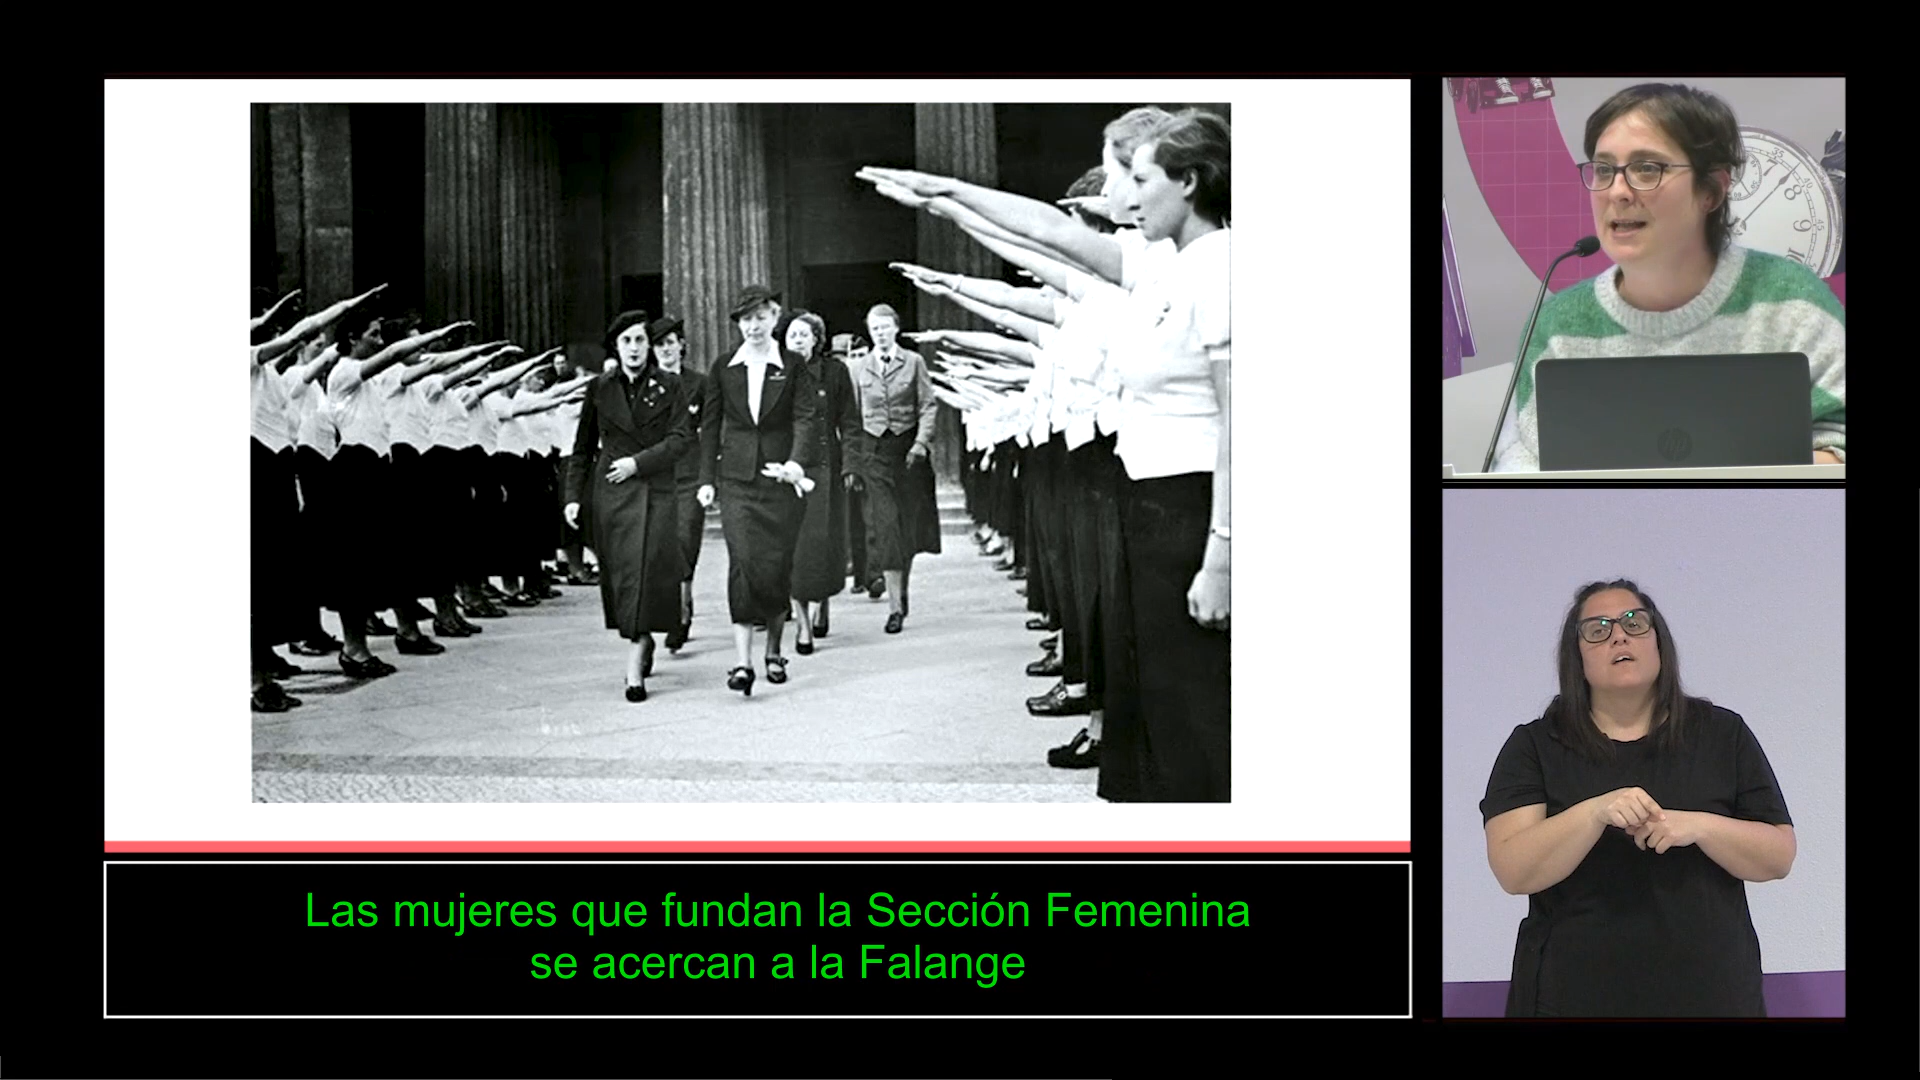 Las mujeres que fundan la Sección Femenina
se acercan a la Falange